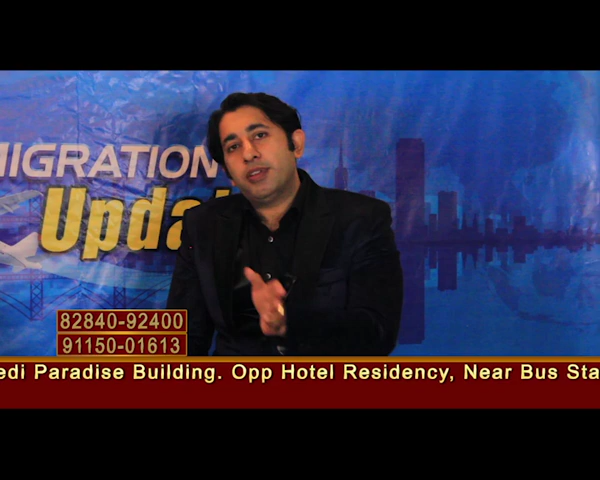 MIGRATION
Upda
82840-92400
91150-01613
edi Paradise Building. Opp Hotel Residency, Near Bus Sta